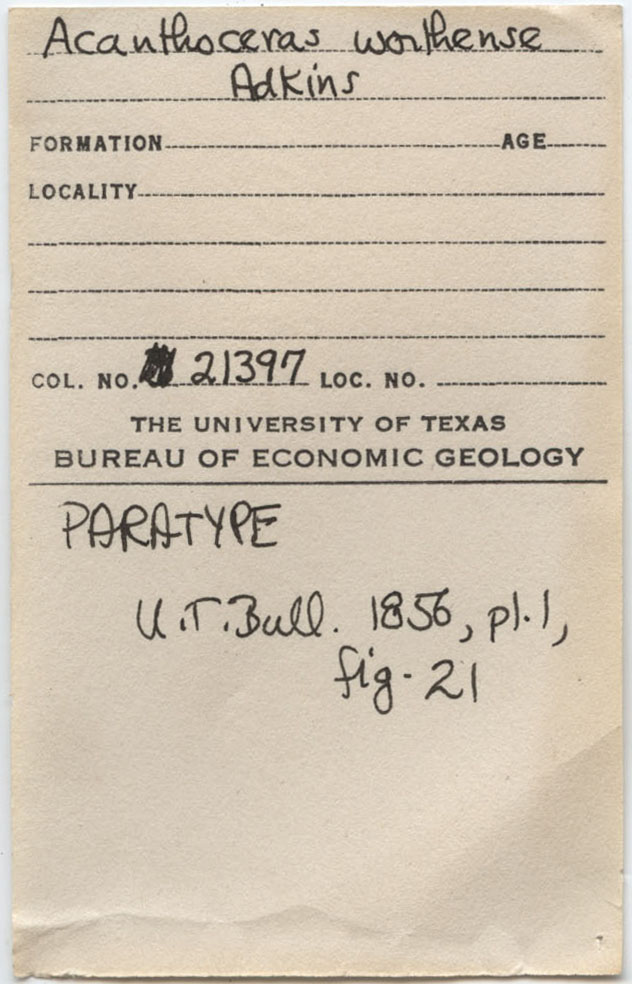 Acanthoceras worthense
Adkins
FORMATION AGE
LOCALITY
COL. NO. 21397 LOC. NO.
THE UNIVERSITY OF TEXAS
BUREAU OF ECONOMIC GEOLOGY
PARATYPE
U.T.Bull. 1856, pl.1,
fig. 21